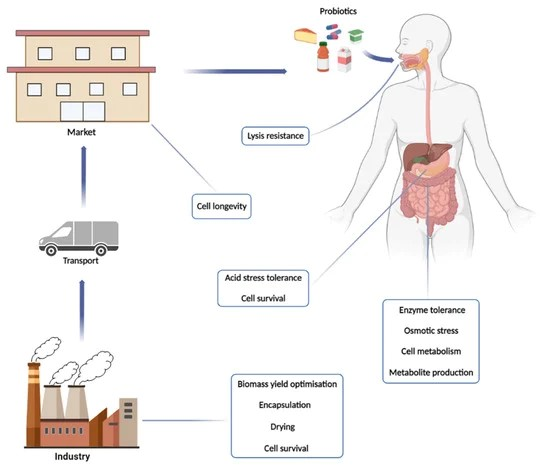 Probiotics
Market
Lysis resistance
Cell longevity
Transport
Acid stress tolerance
Cell survival
Enzyme tolerance
Osmotic stress
Cell metabolism
Metabolite production
Biomass yield optimisation
Encapsulation
Drying
Cell survival
Industry